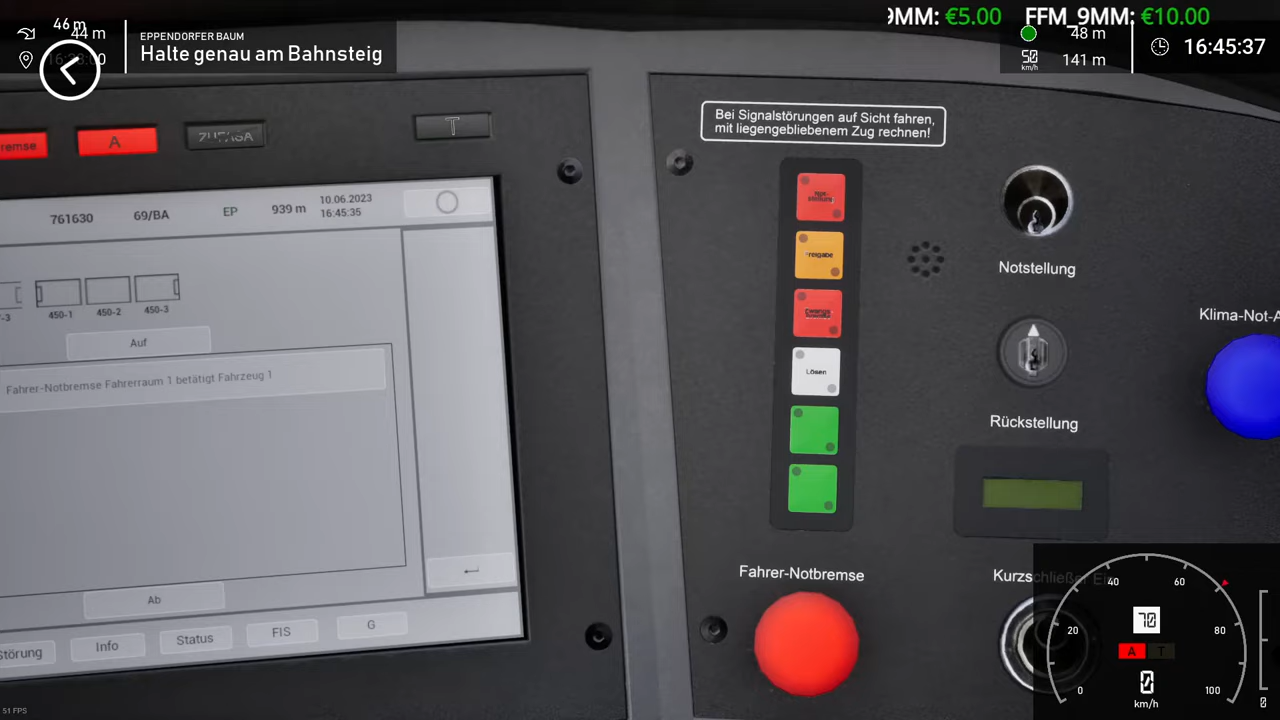 9MM: €5.00 FFM_9MM: €10.00
46 m
44 m
EPPENDORFER BAUM
Halte genau am Bahnsteig
48 m
50 km/h
141 m
16:45:37
Bei Signalstörungen auf Sicht fahren,
mit liegengebliebenem Zug rechnen!
remse
A
T
761630
69/BA
EP
939 m
10.06.2023
16:45:35
450-1
450-2
450-3
Auf
Fahrer-Notbremse Fahrerraum 1 betätigt Fahrzeug 1
Ab
Störung
Info
Status
FIS
G
Lösen
Notstellung
Klima-Not-A
Rückstellung
Fahrer-Notbremse
0
20
40
60
80
100
70
A T
0
km/h
0
51 FPS